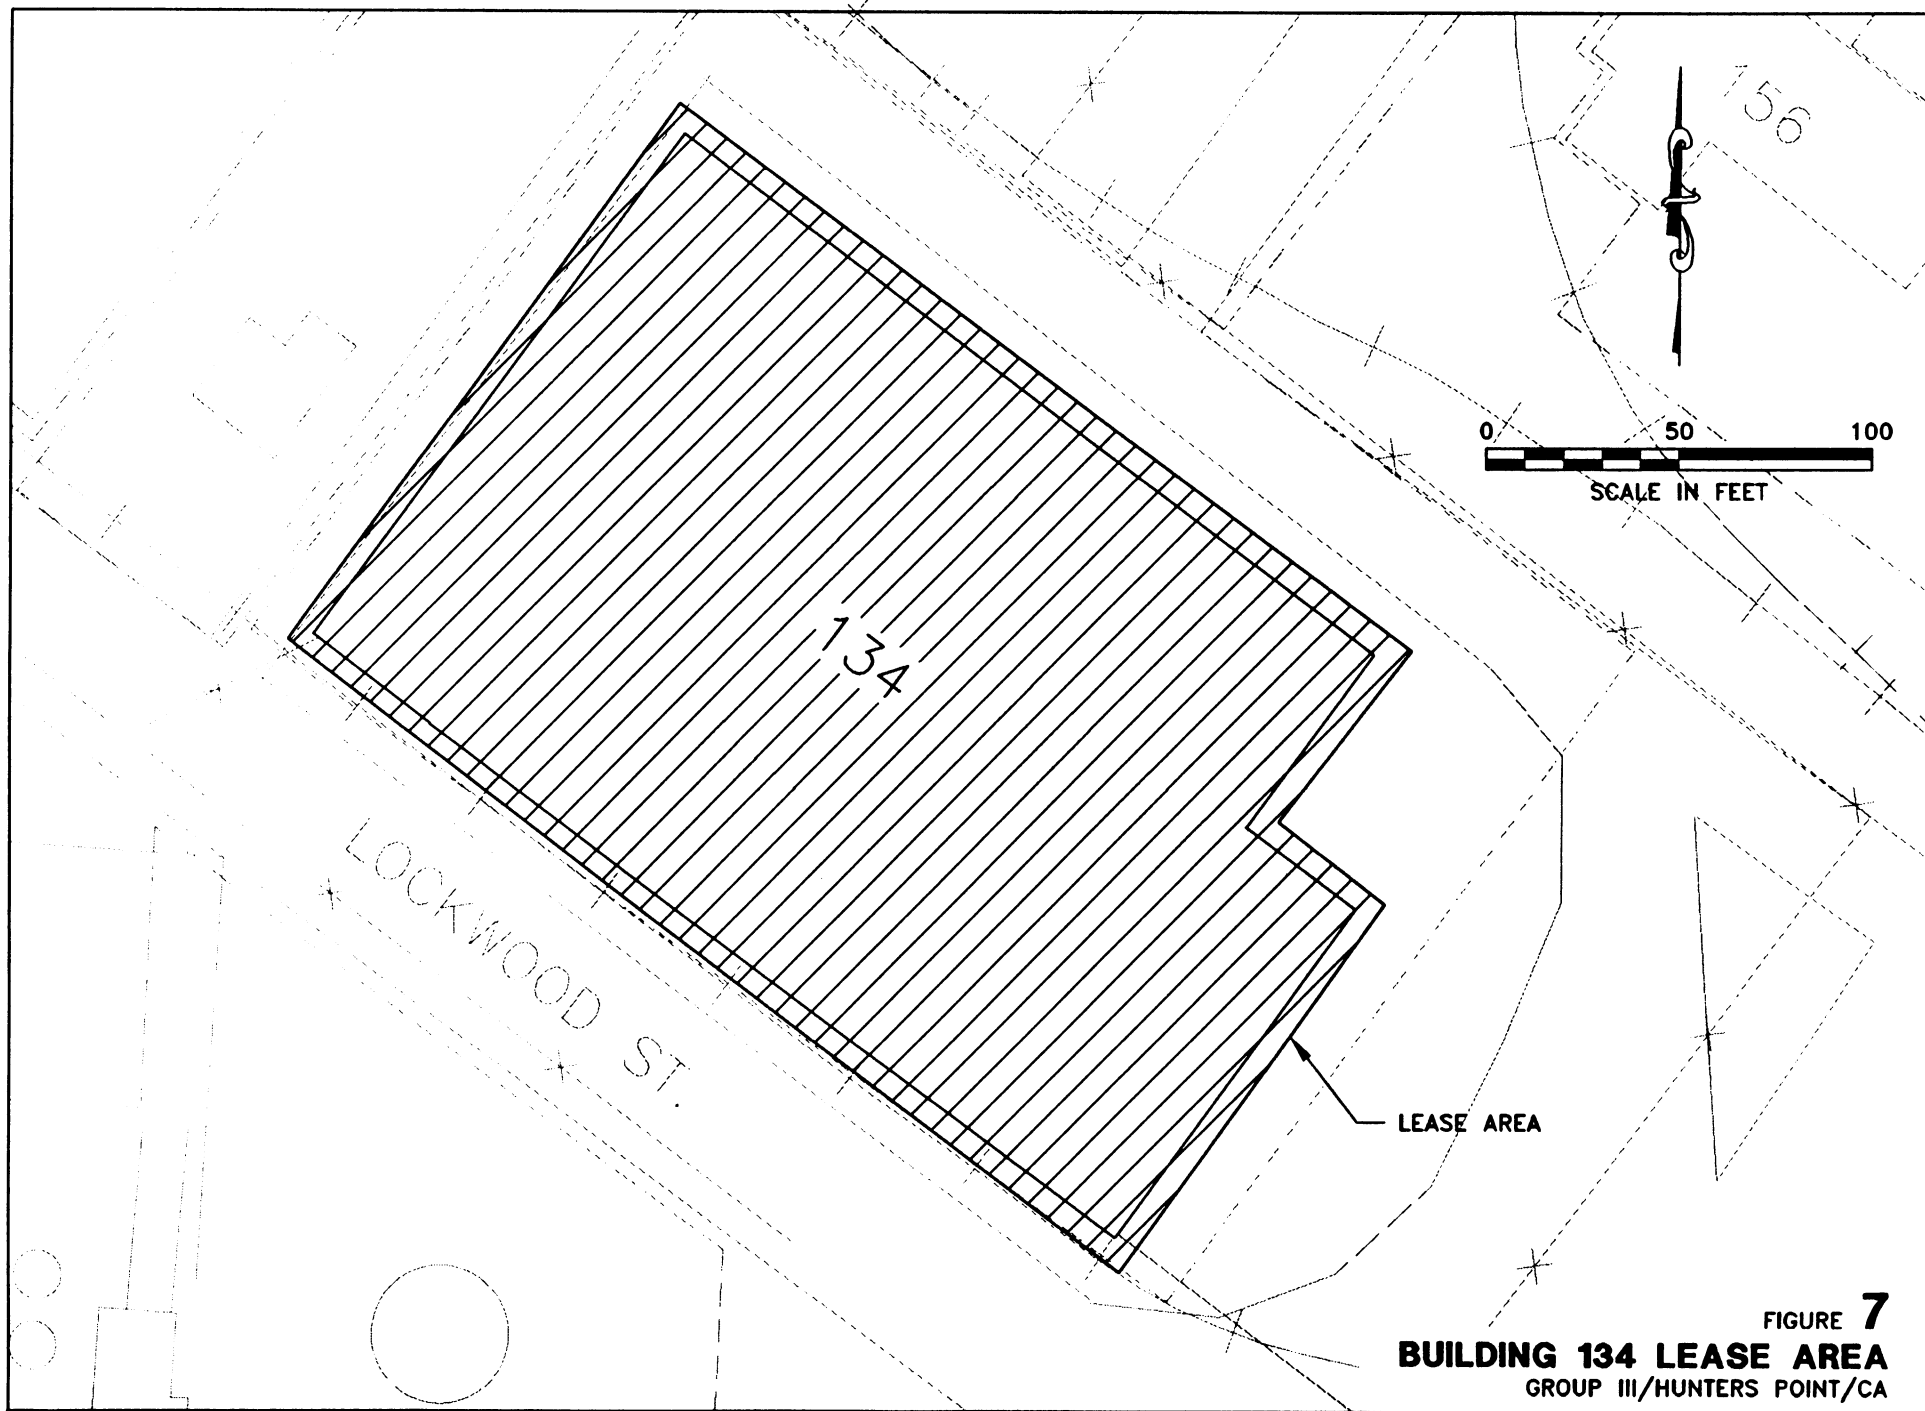 156
0 50 100
SCALE IN FEET
134
LOCKWOOD ST.
LEASE AREA
FIGURE 7
BUILDING 134 LEASE AREA
GROUP III/HUNTERS POINT/CA